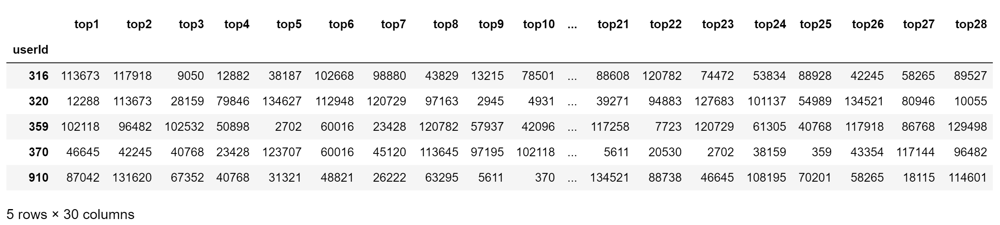 top1 top2 top3 top4 top5 top6 top7 top8 top9 top10 ... top21 top22 top23 top24 top25 top26 top27 top28
userId
316 113673 117918 9050 12882 38187 102668 98880 43829 13215 78501 ... 88608 120782 74472 53834 88928 42245 58265 89527
320 12288 113673 28159 79846 134627 112948 120729 97163 2945 4931 ... 39271 94883 127683 101137 54989 134521 80946 10055
359 102118 96482 102532 50898 2702 60016 23428 120782 57937 42096 ... 117258 7723 120729 61305 40768 117918 86768 129498
370 46645 42245 40768 23428 123707 60016 45120 113645 97195 102118 ... 5611 20530 2702 38159 359 43354 117144 96482
910 87042 131620 67352 40768 31321 48821 26222 63295 5611 370 ... 134521 88738 46645 108195 70201 58265 18115 114601
5 rows × 30 columns